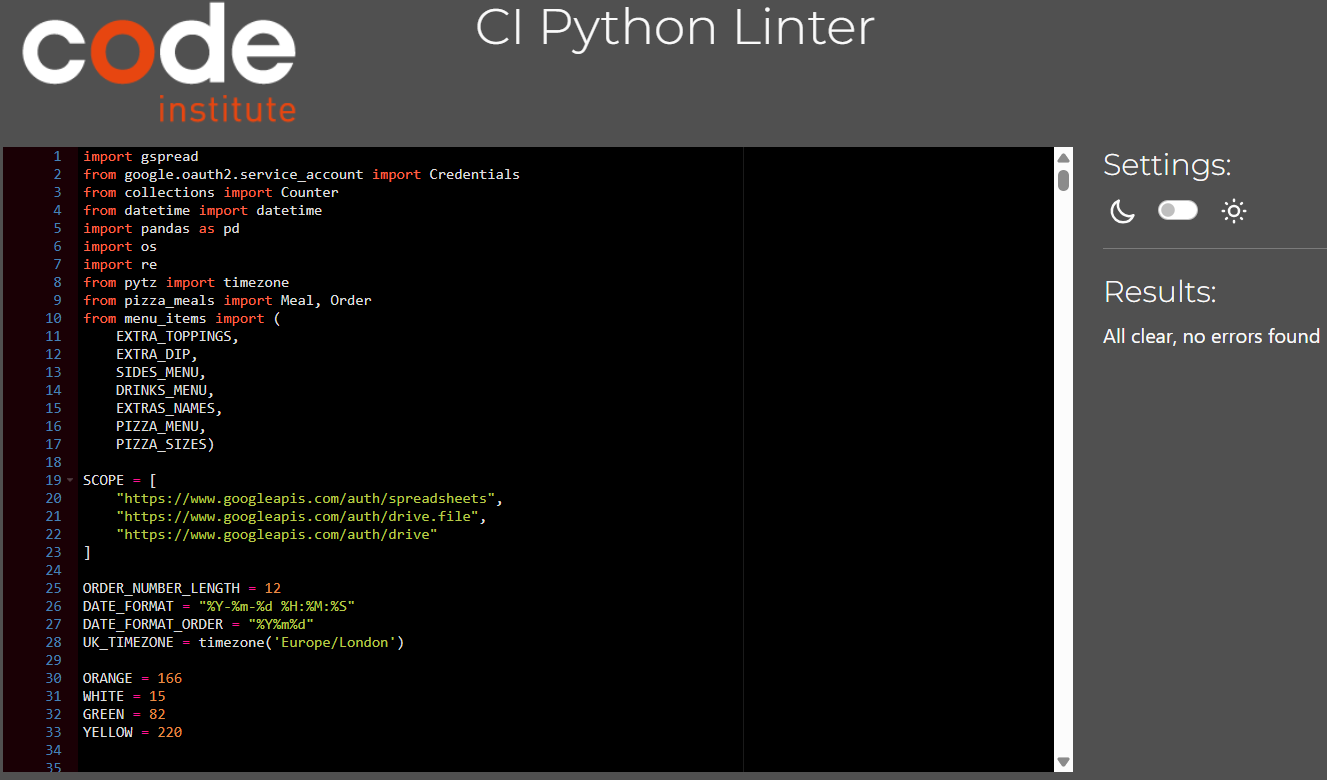 code
institute
CI Python Linter
1 import gspread
2 from google.oauth2.service_account import Credentials
3 from collections import Counter
4 from datetime import datetime
5 import pandas as pd
6 import os
7 import re
8 from pytz import timezone
9 from pizza_meals import Meal, Order
10 from menu_items import (
11     EXTRA_TOPPINGS,
12     EXTRA_DIP,
13     SIDES_MENU,
14     DRINKS_MENU,
15     EXTRAS_NAMES,
16     PIZZA_MENU,
17     PIZZA_SIZES)
18
19 SCOPE = [
20     "https://www.googleapis.com/auth/spreadsheets",
21     "https://www.googleapis.com/auth/drive.file",
22     "https://www.googleapis.com/auth/drive"
23 ]
24
25 ORDER_NUMBER_LENGTH = 12
26 DATE_FORMAT = "%Y-%m-%d %H:%M:%S"
27 DATE_FORMAT_ORDER = "%Y%m%d"
28 UK_TIMEZONE = timezone('Europe/London')
29
30 ORANGE = 166
31 WHITE = 15
32 GREEN = 82
33 YELLOW = 220
34
35
Settings:
Results:
All clear, no errors found